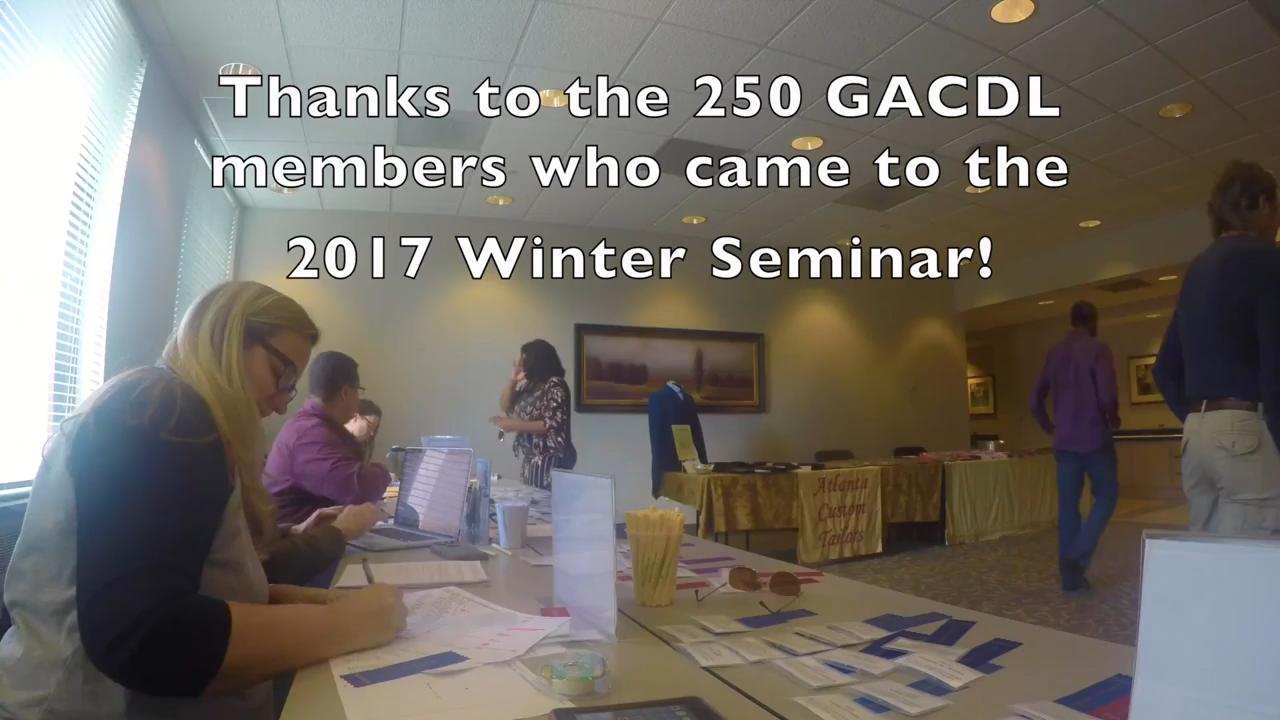 Thanks to the 250 GACDL
members who came to the
2017 Winter Seminar!
Atlanta
Custom
Tailors